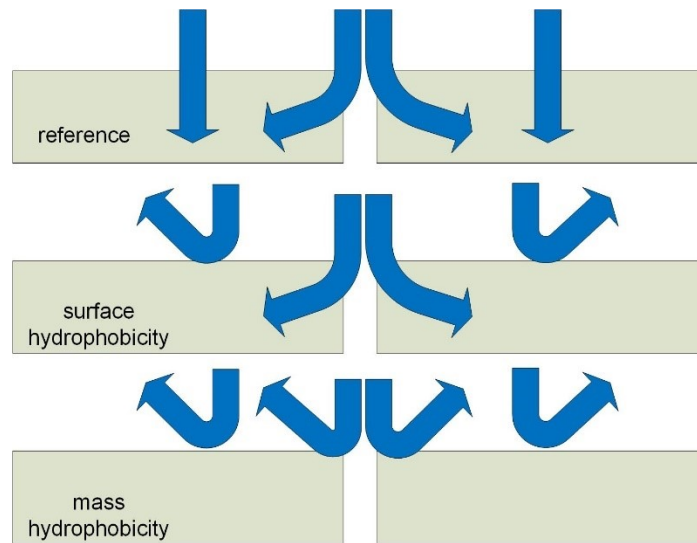 reference
surface
hydrophobicity
mass
hydrophobicity